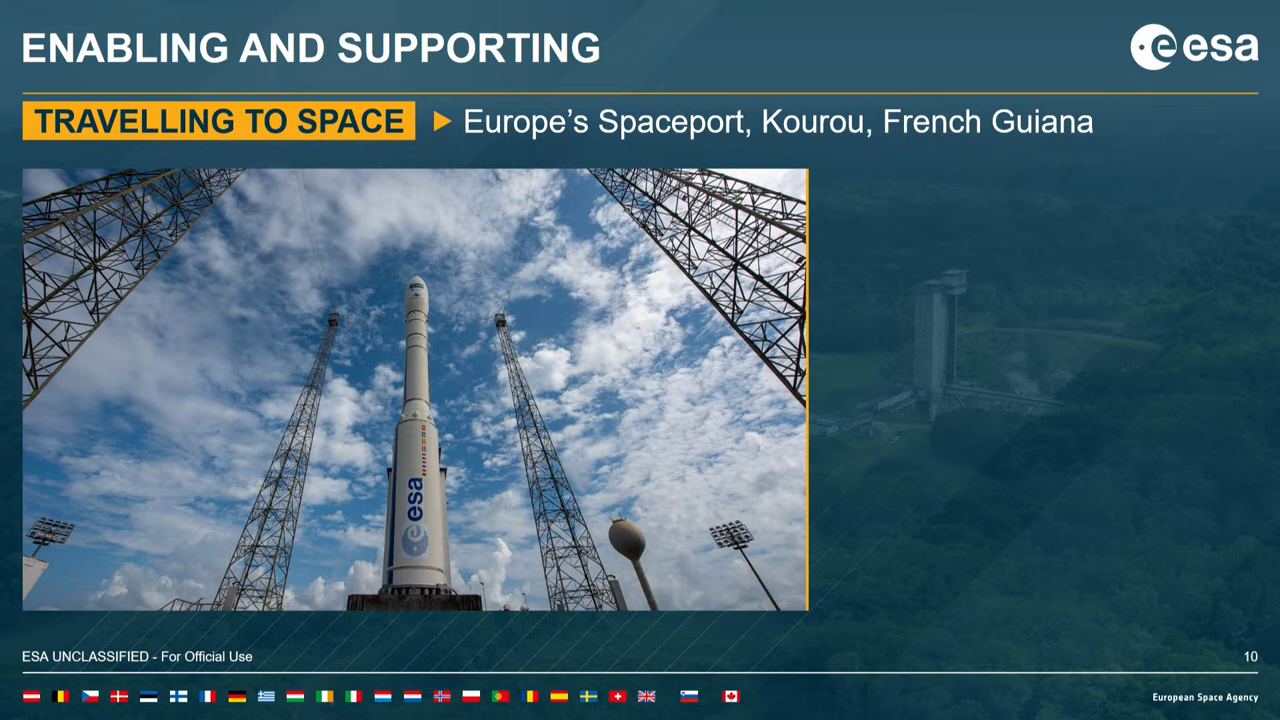 ENABLING AND SUPPORTING
esa
TRAVELLING TO SPACE
Europe's Spaceport, Kourou, French Guiana
esa
ESA UNCLASSIFIED - For Official Use
10
European Space Agency